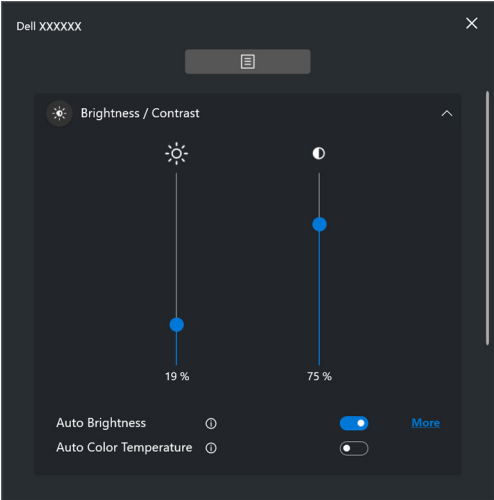 Dell XXXXXX
Brightness / Contrast
19 % 75 %
Auto Brightness More
Auto Color Temperature